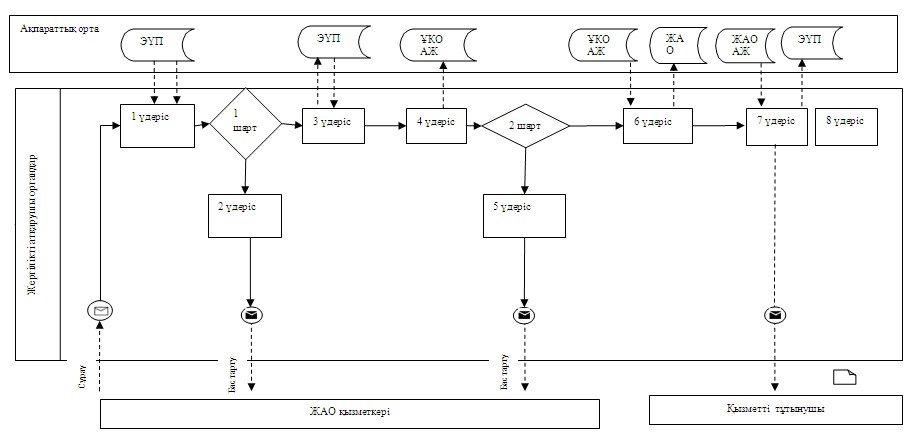 Ақпараттық орта
ЭҮП
ЭҮП
ҰКО
АЖ
ҰКО
АЖ
ЖА
О
ЖАО
АЖ
ЭҮП
Жергілікті атқарушы органдар
1 үдеріс
1
шарт
3 үдеріс
4 үдеріс
2 шарт
6 үдеріс
7 үдеріс
8 үдеріс
2 үдеріс
5 үдеріс
Сұрау
Бас тарту
Бас тарту
ЖАО қызметкері
Қызметті тұтынушы